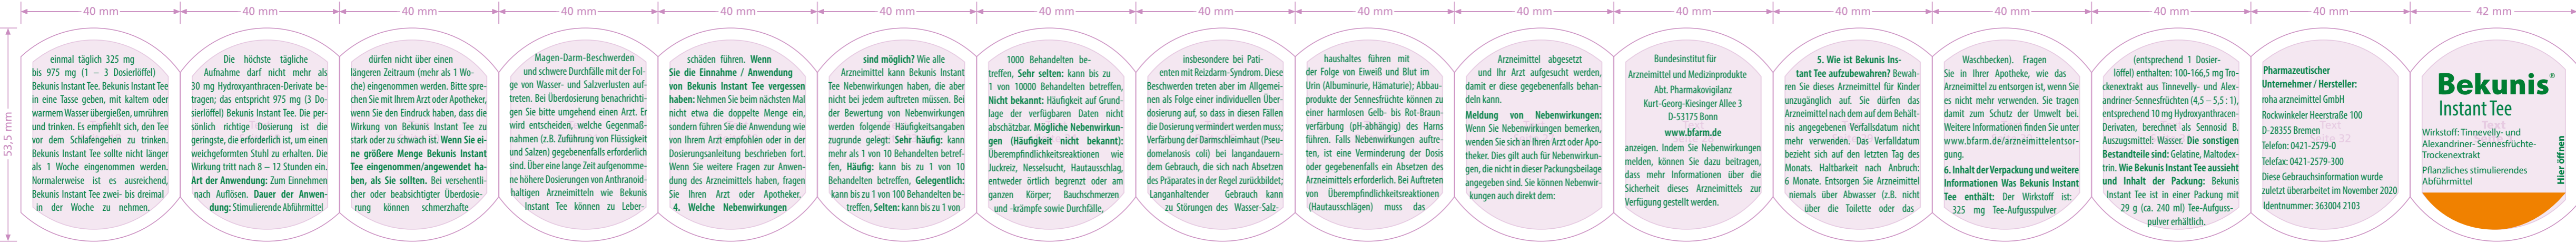 40 mm 40 mm 40 mm 40 mm 40 mm 40 mm 40 mm 40 mm 40 mm 40 mm 40 mm 40 mm 40 mm 40 mm 40 mm 42 mm
53,5 mm
einmal täglich 325 mg
bis 975 mg (1 – 3 Dosierlöffel)
Bekunis Instant Tee. Bekunis Instant Tee
in eine Tasse geben, mit kaltem oder
warmem Wasser übergießen, umrühren
und trinken. Es empfiehlt sich, den Tee
vor dem Schlafengehen zu trinken.
Bekunis Instant Tee sollte nicht länger
als 1 Woche eingenommen werden.
Normalerweise ist es ausreichend,
Bekunis Instant Tee zwei- bis dreimal
in der Woche zu nehmen.
Die höchste tägliche
Aufnahme darf nicht mehr als
30 mg Hydroxyanthracen-Derivate be-
tragen; das entspricht 975 mg (3 Do-
sierlöffel) Bekunis Instant Tee. Die per-
sönlich richtige Dosierung ist die
geringste, die erforderlich ist, um einen
weichgeformten Stuhl zu erhalten. Die
Wirkung tritt nach 8 – 12 Stunden ein.
Art der Anwendung: Zum Einnehmen
nach Auflösen. Dauer der Anwen-
dung: Stimulierende Abführmittel
dürfen nicht über einen
längeren Zeitraum (mehr als 1 Wo-
che) eingenommen werden. Bitte spre-
chen Sie mit Ihrem Arzt oder Apotheker,
wenn Sie den Eindruck haben, dass die
Wirkung von Bekunis Instant Tee zu
stark oder zu schwach ist. Wenn Sie ei-
ne größere Menge Bekunis Instant
Tee eingenommen/angewendet ha-
ben, als Sie sollten. Bei versehentli-
cher oder beabsichtigter Überdosie-
rung können schmerzhafte
Magen-Darm-Beschwerden
und schwere Durchfälle mit der Fol-
ge von Wasser- und Salzverlusten auf-
treten. Bei Überdosierung benachrichti-
gen Sie bitte umgehend einen Arzt. Er
wird entscheiden, welche Gegenmaß-
nahmen (z.B. Zuführung von Flüssigkeit
und Salzen) gegebenenfalls erforderlich
sind. Über eine lange Zeit aufgenomme-
ne höhere Dosierungen von Anthranoid-
haltigen Arzneimitteln wie Bekunis
Instant Tee können zu Leber-
schäden führen. Wenn
Sie die Einnahme / Anwendung
von Bekunis Instant Tee vergessen
haben: Nehmen Sie beim nächsten Mal
nicht etwa die doppelte Menge ein,
sondern führen Sie die Anwendung wie
von Ihrem Arzt empfohlen oder in der
Dosierungsanleitung beschrieben fort.
Wenn Sie weitere Fragen zur Anwen-
dung des Arzneimittels haben, fragen
Sie Ihren Arzt oder Apotheker.
4. Welche Nebenwirkungen
sind möglich? Wie alle
Arzneimittel kann Bekunis Instant
Tee Nebenwirkungen haben, die aber
nicht bei jedem auftreten müssen. Bei
der Bewertung von Nebenwirkungen
werden folgende Häufigkeitsangaben
zugrunde gelegt: Sehr häufig: kann
mehr als 1 von 10 Behandelten betref-
fen, Häufig: kann bis zu 1 von 10
Behandelten betreffen, Gelegentlich:
kann bis zu 1 von 100 Behandelten be-
treffen, Selten: kann bis zu 1 von
1000 Behandelten be-
treffen, Sehr selten: kann bis zu
1 von 10000 Behandelten betreffen,
Nicht bekannt: Häufigkeit auf Grund-
lage der verfügbaren Daten nicht
abschätzbar. Mögliche Nebenwirkun-
gen (Häufigkeit nicht bekannt):
Überempfindlichkeitsreaktionen wie
Juckreiz, Nesselsucht, Hautausschlag,
entweder örtlich begrenzt oder am
ganzen Körper; Bauchschmerzen
und -krämpfe sowie Durchfälle,
insbesondere bei Pati-
enten mit Reizdarm-Syndrom. Diese
Beschwerden treten aber im Allgemei-
nen als Folge einer individuellen Über-
dosierung auf, so dass in diesen Fällen
die Dosierung vermindert werden muss;
Verfärbung der Darmschleimhaut (Pseu-
domelanosis coli) bei langandauern-
dem Gebrauch, die sich nach Absetzen
des Präparates in der Regel zurückbildet;
Langanhaltender Gebrauch kann
zu Störungen des Wasser-Salz-
haushaltes führen mit
der Folge von Eiweiß und Blut im
Urin (Albuminurie, Hämaturie); Abbau-
produkte der Sennesfrüchte können zu
einer harmlosen Gelb- bis Rot-Braun-
verfärbung (pH-abhängig) des Harns
führen. Falls Nebenwirkungen auftre-
ten, ist eine Verminderung der Dosis
oder gegebenenfalls ein Absetzen des
Arzneimittels erforderlich. Bei Auftreten
von Überempfindlichkeitsreaktionen
(Hautausschlägen) muss das
Arzneimittel abgesetzt
und Ihr Arzt aufgesucht werden,
damit er diese gegebenenfalls behan-
deln kann.
Meldung von Nebenwirkungen:
Wenn Sie Nebenwirkungen bemerken,
wenden Sie sich an Ihren Arzt oder Apo-
theker. Dies gilt auch für Nebenwirkun-
gen, die nicht in dieser Packungsbeilage
angegeben sind. Sie können Nebenwir-
kungen auch direkt dem:
Bundesinstitut für
Arzneimittel und Medizinprodukte
Abt. Pharmakovigilanz
Kurt-Georg-Kiesinger Allee 3
D-53175 Bonn
www.bfarm.de
anzeigen. Indem Sie Nebenwirkungen
melden, können Sie dazu beitragen,
dass mehr Informationen über die
Sicherheit dieses Arzneimittels zur
Verfügung gestellt werden.
5. Wie ist Bekunis Ins-
tant Tee aufzubewahren? Bewah-
ren Sie dieses Arzneimittel für Kinder
unzugänglich auf. Sie dürfen das
Arzneimittel nach dem auf dem Behält-
nis angegebenen Verfallsdatum nicht
mehr verwenden. Das Verfalldatum
bezieht sich auf den letzten Tag des
Monats. Haltbarkeit nach Anbruch:
6 Monate. Entsorgen Sie Arzneimittel
niemals über Abwasser (z.B. nicht
über die Toilette oder das
Waschbecken). Fragen
Sie in Ihrer Apotheke, wie das
Arzneimittel zu entsorgen ist, wenn Sie
es nicht mehr verwenden. Sie tragen
damit zum Schutz der Umwelt bei.
Weitere Informationen finden Sie unter
www.bfarm.de/arzneimittelentsor-
gung.
6. Inhalt der Verpackung und weitere
Informationen Was Bekunis Instant
Tee enthält: Der Wirkstoff ist:
325 mg Tee-Aufgusspulver
(entsprechend 1 Dosier-
löffel) enthalten: 100-166,5 mg Tro-
ckenextrakt aus Tinnevelly- und Alex-
andriner-Sennesfrüchten (4,5 – 5,5 : 1),
entsprechend 10 mg Hydroxyanthracen-
Derivaten, berechnet als Sennosid B.
Auszugsmittel: Wasser. Die sonstigen
Bestandteile sind: Gelatine, Maltodex-
trin. Wie Bekunis Instant Tee aussieht
und Inhalt der Packung: Bekunis
Instant Tee ist in einer Packung mit
29 g (ca. 240 ml) Tee-Aufguss-
pulver erhältlich.
Pharmazeutischer
Unternehmer / Hersteller:
roha arzneimittel GmbH
Rockwinkeler Heerstraße 100
D-28355 Bremen
Telefon: 0421-2579-0
Telefax: 0421-2579-300
Diese Gebrauchsinformation wurde
zuletzt überarbeitet im November 2020
Identnummer: 363004 2103
Bekunis®
Instant Tee
Text
Wirkstoff: Tinnevelly- und
Alexandriner- Sennesfrüchte-
Trockenextrakt
Pflanzliches stimulierendes
Abführmittel
Hier öffnen